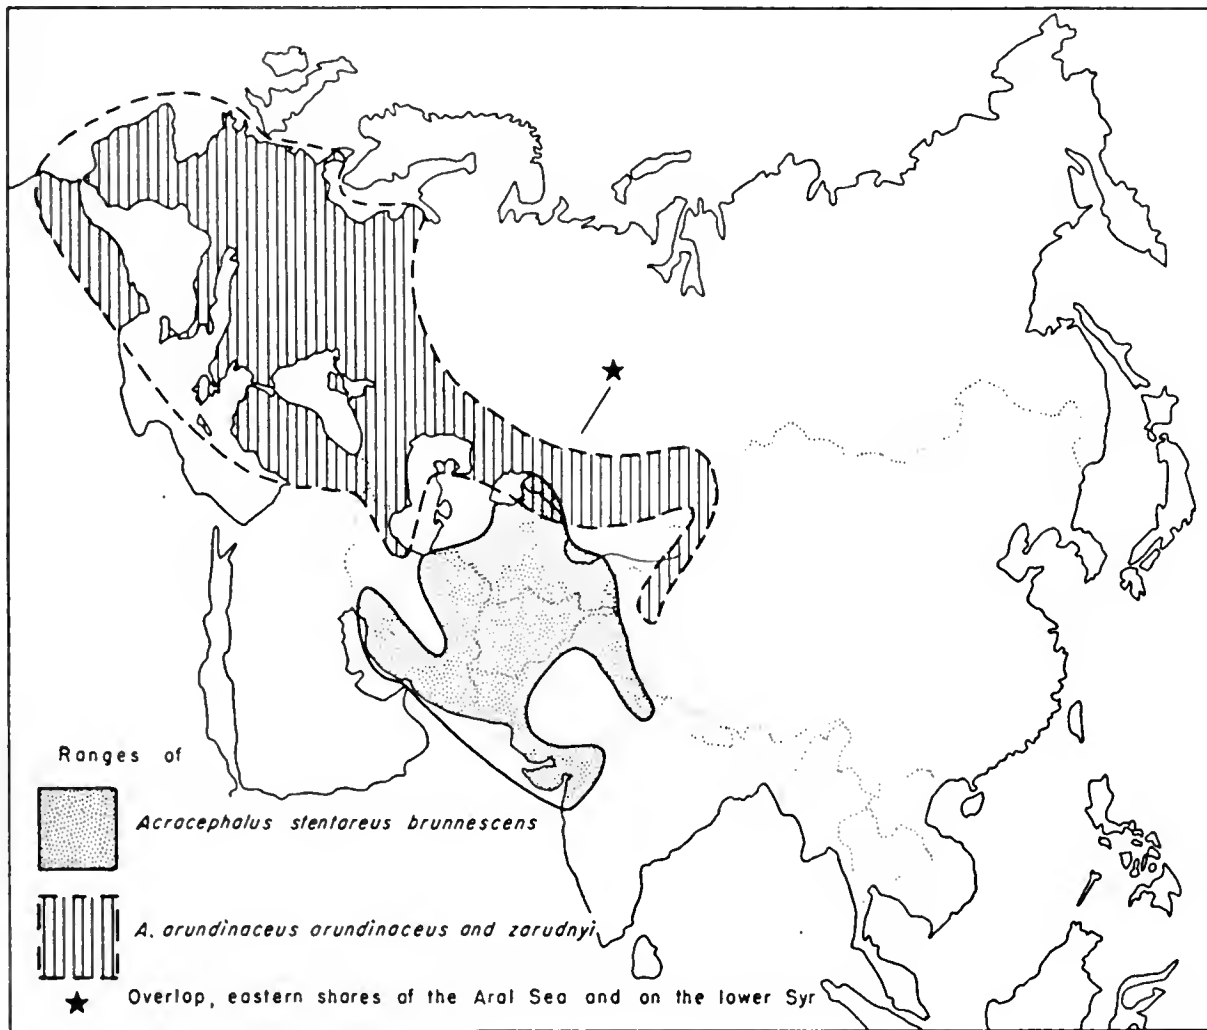 Ranges of
Acrocephalus stentoreus brunnescens
A. arundinaceus arundinaceus and zarudnyi
Overlap, eastern shores of the Aral Sea and on the lower Syr